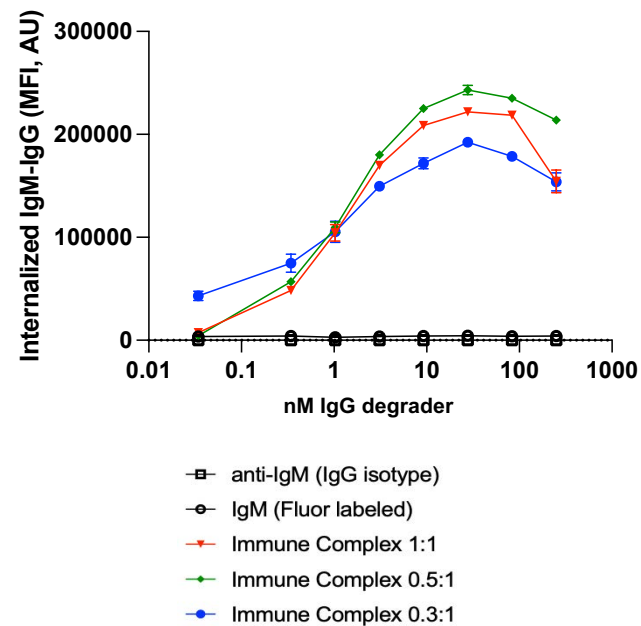 Internalized IgM-IgG (MFI, AU)
300000
200000
100000
0
0.01 0.1 1 10 100 1000
nM IgG degrader
anti-IgM (IgG isotype)
IgM (Fluor labeled)
Immune Complex 1:1
Immune Complex 0.5:1
Immune Complex 0.3:1